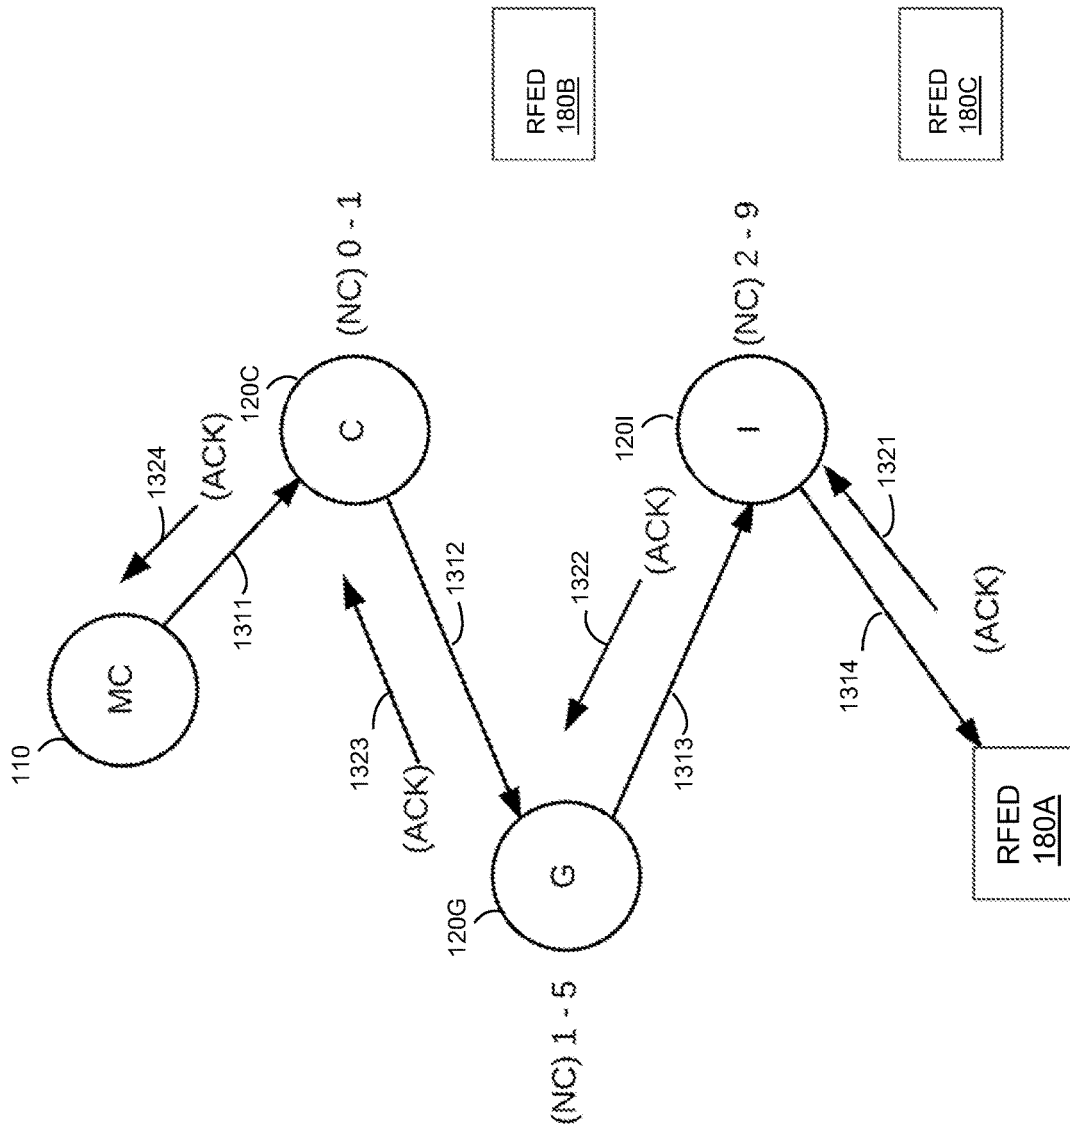 110
MC
1324
(ACK)
1311
120C
C
(NC) 0 - 1
1323
(ACK)
1312
120G
RFED
180B
(NC) 1 - 5
G
1322
120I
(ACK)
1313
I
(NC) 2 - 9
1314
1321
RFED
180C
(ACK)
RFED
180A